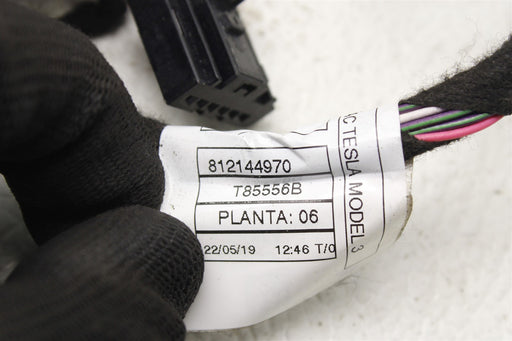 812144970
T85556B
PLANTA: 06
22/05/19 12:46 T/0
C TESLA MODEL 3